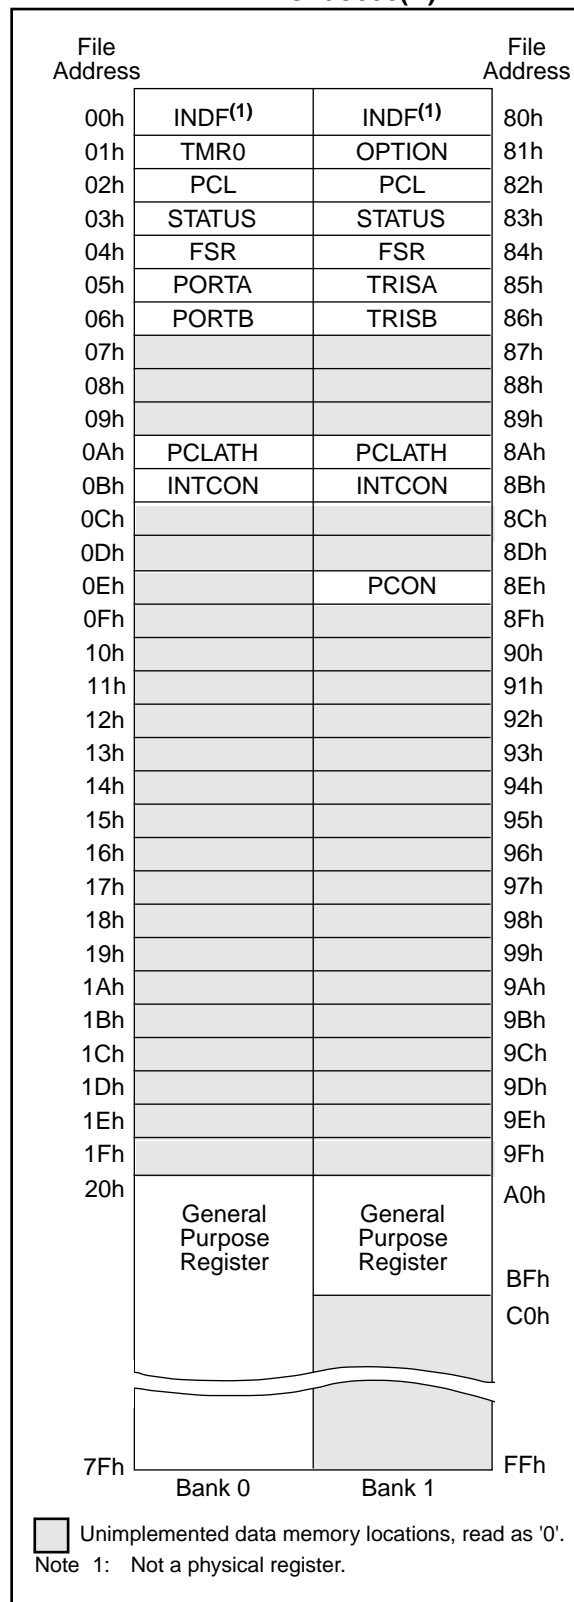 File Address File Address
00h INDF(1) INDF(1) 80h
01h TMR0 OPTION 81h
02h PCL PCL 82h
03h STATUS STATUS 83h
04h FSR FSR 84h
05h PORTA TRISA 85h
06h PORTB TRISB 86h
07h 87h
08h 88h
09h 89h
0Ah PCLATH PCLATH 8Ah
0Bh INTCON INTCON 8Bh
0Ch 8Ch
0Dh 8Dh
0Eh PCON 8Eh
0Fh 8Fh
10h 90h
11h 91h
12h 92h
13h 93h
14h 94h
15h 95h
16h 96h
17h 97h
18h 98h
19h 99h
1Ah 9Ah
1Bh 9Bh
1Ch 9Ch
1Dh 9Dh
1Eh 9Eh
1Fh 9Fh
20h A0h
General General
Purpose Purpose
Register Register
BFh
C0h
7Fh FFh
Bank 0 Bank 1
Unimplemented data memory locations, read as '0'.
Note 1: Not a physical register.